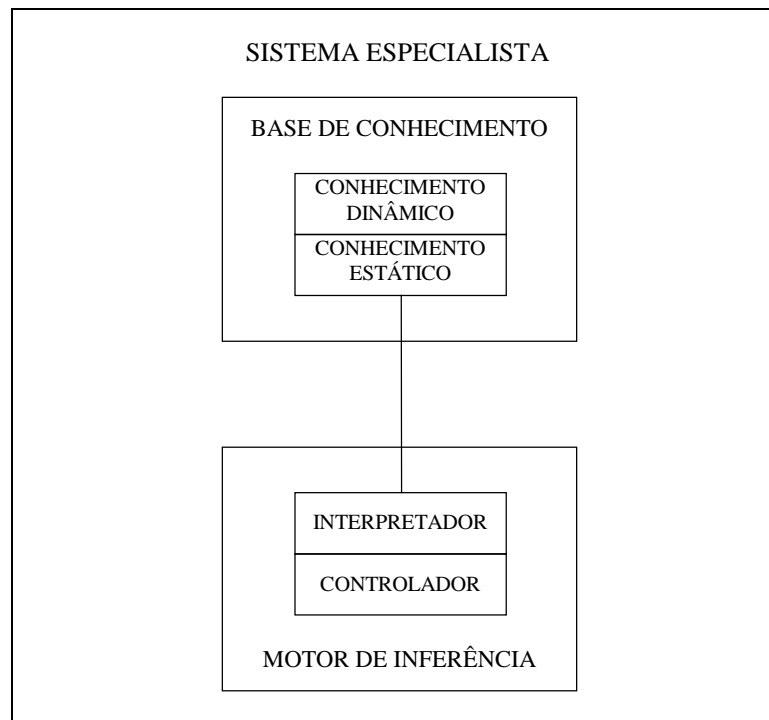 SISTEMA ESPECIALISTA
BASE DE CONHECIMENTO
CONHECIMENTO
DINÂMICO
CONHECIMENTO
ESTÁTICO
INTERPRETADOR
CONTROLADOR
MOTOR DE INFERÊNCIA